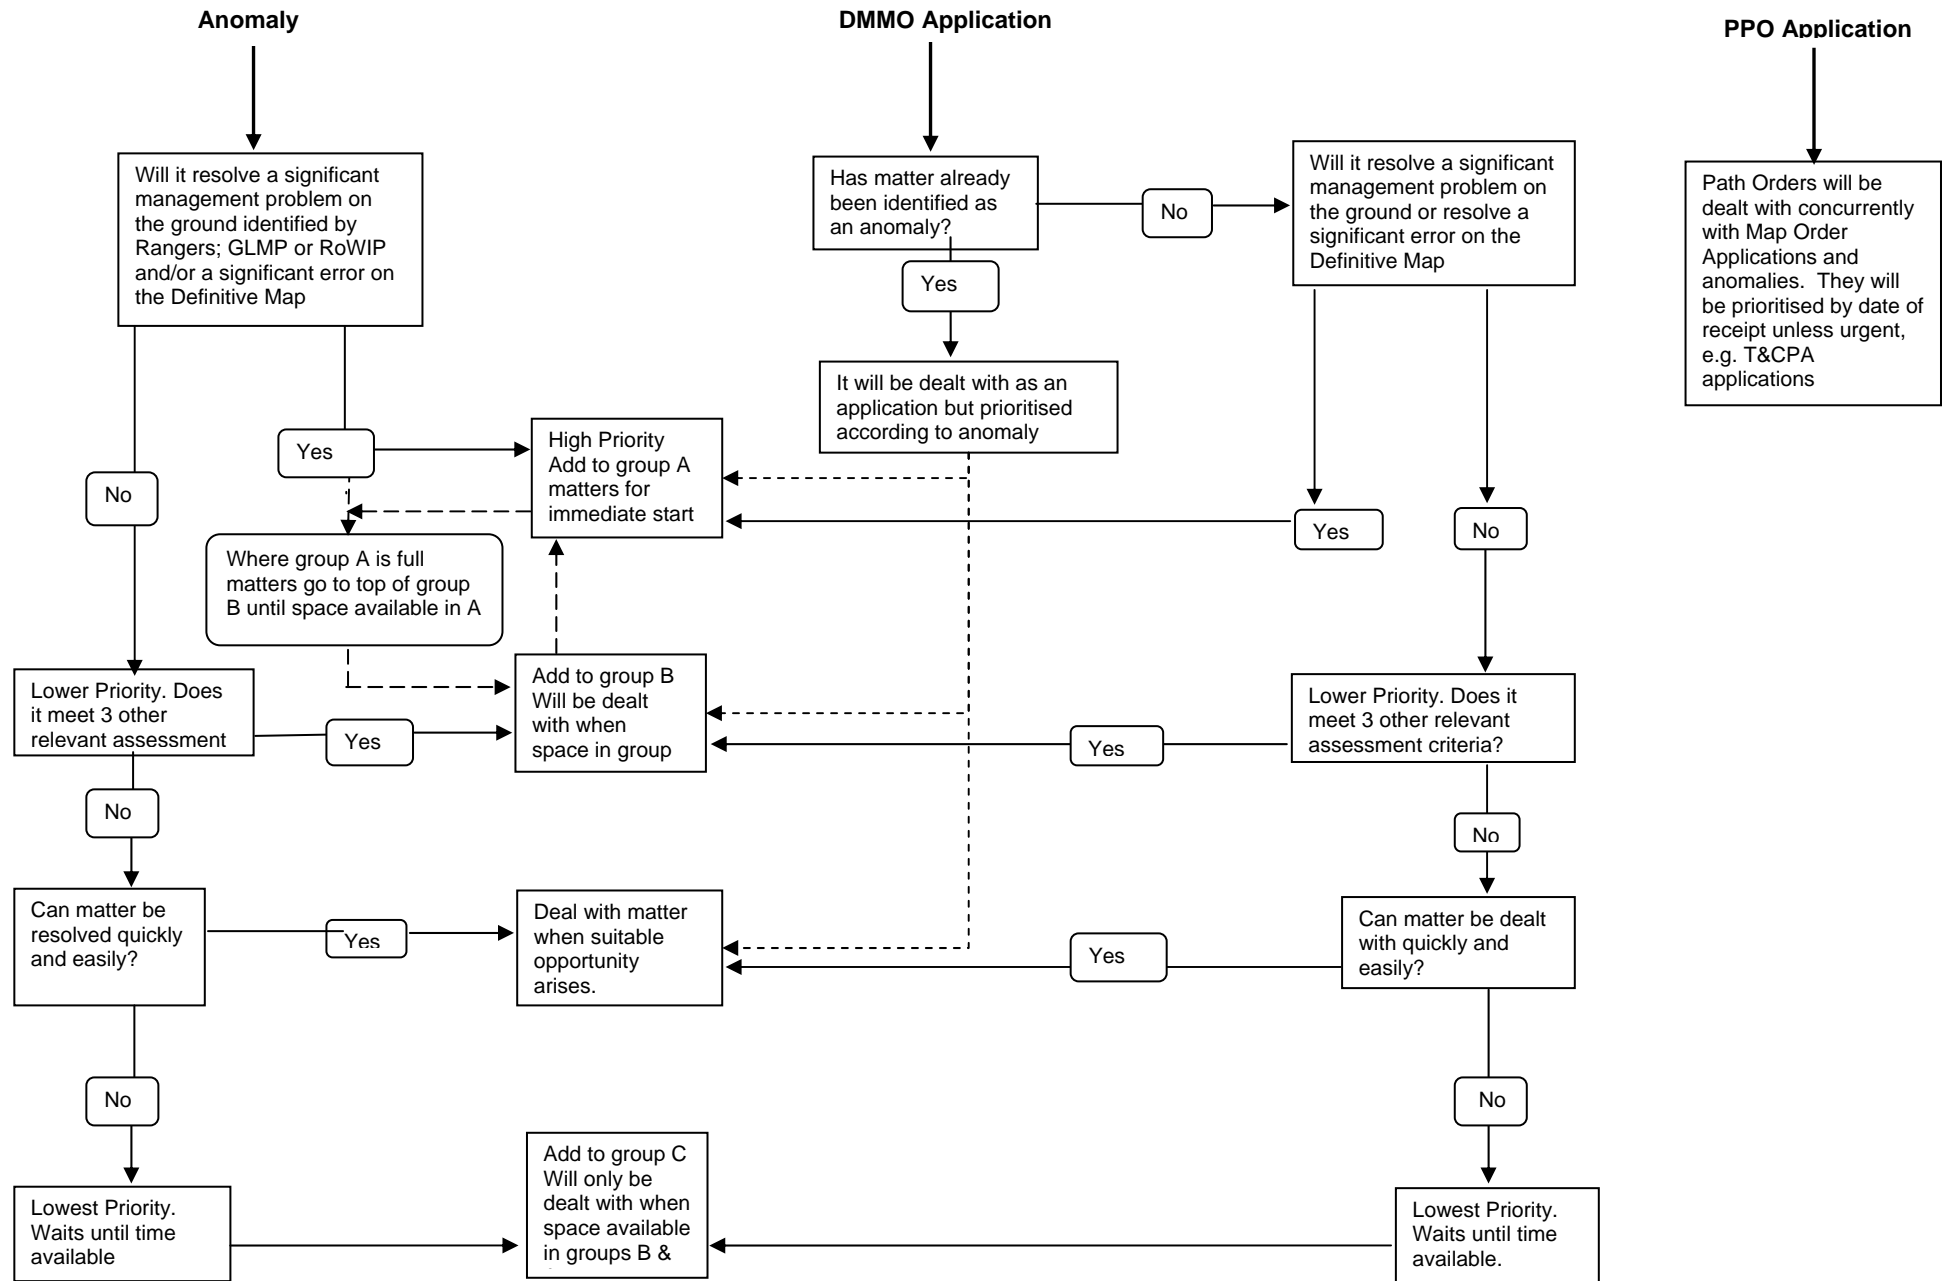 Anomaly
DMMO Application
PPO Application
Will it resolve a significant
management problem on
the ground identified by
Rangers; GLMP or RoWIP
and/or a significant error on
the Definitive Map
Has matter already
been identified as
an anomaly?
No
Will it resolve a significant
management problem on
the ground or resolve a
significant error on the
Definitive Map
Path Orders will be
dealt with concurrently
with Map Order
Applications and
anomalies. They will
be prioritised by date of
receipt unless urgent,
e.g. T&CPA
applications
Yes
It will be dealt with as an
application but prioritised
according to anomaly
Yes
High Priority
Add to group A
matters for
immediate start
No
Yes
No
Where group A is full
matters go to top of group
B until space available in A
Lower Priority. Does
it meet 3 other
relevant assessment
Yes
Add to group B
Will be dealt
with when
space in group
Yes
Lower Priority. Does it
meet 3 other relevant
assessment criteria?
No
No
Can matter be
resolved quickly
and easily?
Yes
Deal with matter
when suitable
opportunity
arises.
Yes
Can matter be dealt
with quickly and
easily?
No
No
Lowest Priority.
Waits until time
available
Add to group C
Will only be
dealt with when
space available
in groups B &
Lowest Priority.
Waits until time
available.